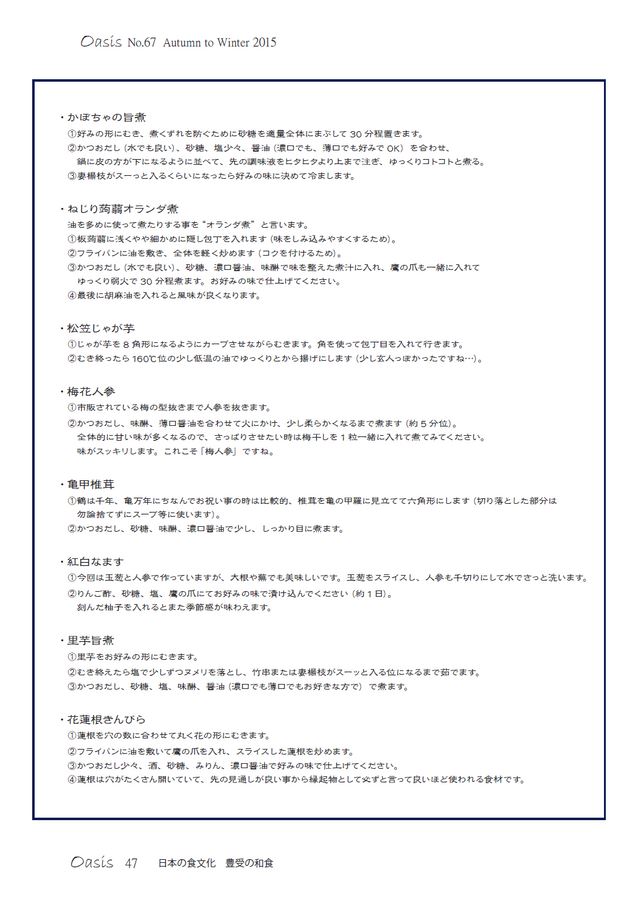 Oasis No.67 Autumn to Winter 2015
・かぼちゃの旨煮
①好みの形にむき、煮くずれを防ぐために砂糖を適量全体にまぶして 30 分程置きます。
②かつおだし（水でも良い）、砂糖、塩少々、醤油（濃口でも、薄口でも好みで OK）を合わせ、
鍋に皮の方が下になるように並べて、先の調味液をヒタヒタより上まで注ぎ、ゆっくりコトコトと煮る。
③妻楊枝がスーッと入るくらいになったら好みの味に決めて冷まします。
・ねじり蒟蒻オランダ煮
油を多めに使って煮たりする事を“オランダ煮”と言います。
①板蒟蒻に浅くやや細かめに隠し包丁を入れます（味をしみ込みやすくするため）。
②フライパンに油を敷き、全体を軽く炒めます（コクを付けるため）。
③かつおだし（水でも良い）、砂糖、濃口醤油、味醂で味を整えた煮汁に入れ、鷹の爪も一緒に入れて
ゆっくり弱火で 30 分程煮ます。お好みの味で仕上げてください。
④最後に胡麻油を入れると風味が良くなります。
・松笠じゃが芋
①じゃが芋を 8 角形になるようにカーブさせながらむきます。角を使って包丁目を入れて行きます。
②むき終ったら 160℃位の少し低温の油でゆっくりとから揚げにします（少し玄人っぽかったですね…）。
・梅花人参
①市販されている梅の型抜きまで人参を抜きます。
②かつおだし、味醂、薄口醤油を合わせて火にかけ、少し柔らかくなるまで煮ます（約 5 分位）。
全体的に甘い味が多くなるので、さっぱりさせたい時は梅干しを 1 粒一緒に入れて煮てみてください。
味がスッキリします。これこそ「梅人参」ですね。
・亀甲椎茸
①鶴は千年、亀万年にちなんでお祝い事の時は比較的、椎茸を亀の甲羅に見立てて六角形にします（切り落とした部分は
勿論捨てずにスープ等に使います）。
②かつおだし、砂糖、味醂、濃口醤油で少し、しっかり目に煮ます。
・紅白なます
①今回は玉葱と人参で作っていますが、大根や蕪でも美味しいです。玉葱をスライスし、人参も千切りにして水でさっと洗います。
②りんご酢、砂糖、塩、鷹の爪にてお好みの味で漬け込んでください（約 1 日）。
刻んだ柚子を入れるとまた季節感が味わえます。
・里芋旨煮
①里芋をお好みの形にむきます。
②むき終えたら塩で少しずつヌメリを落とし、竹串または妻楊枝がスーッと入る位になるまで茹でます。
③かつおだし、砂糖、塩、味醂、醤油（濃口でも薄口でもお好きな方で）で煮ます。
・花蓮根きんぴら
①蓮根を穴の数に合わせて丸く花の形にむきます。
②フライパンに油を敷いて鷹の爪を入れ、スライスした蓮根を炒めます。
③かつおだし少々、酒、砂糖、みりん、濃口醤油で好みの味で仕上げてください。
④蓮根は穴がたくさん開いていて、先の見通しが良い事から縁起物として必ずと言って良いほど使われる食材です。
Oasis 47 日本の食文化 豊受の和食